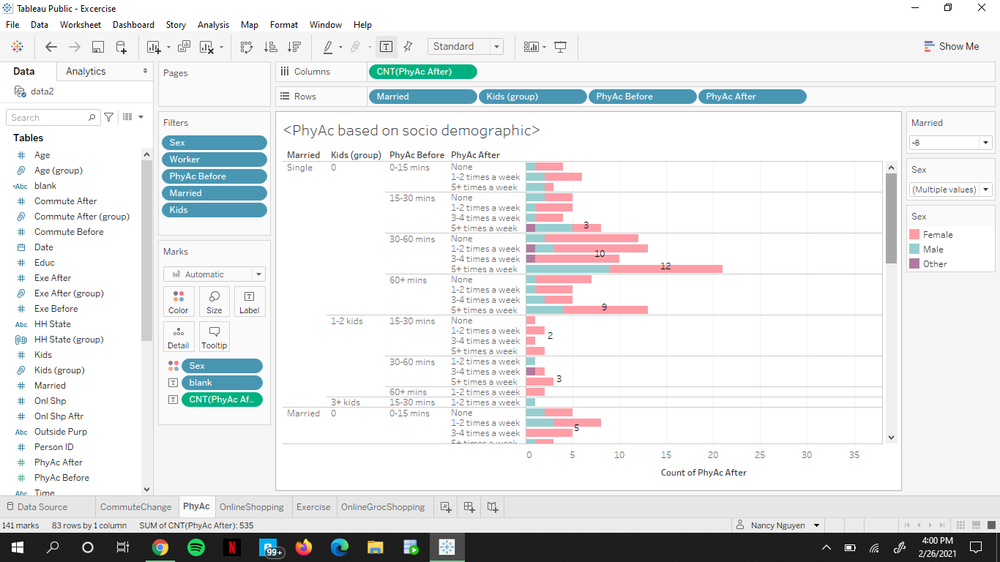 Tableau Public - Excercise
File Data Worksheet Dashboard Story Analysis Map Format Window Help
Standard
Show Me
Data Analytics
data2
Search
Tables
Age
Age (group)
=Abc blank
Commute After
Commute After (group)
Commute Before
Date
Educ
Exe After
Exe After (group)
Exe Before
Abc HH State
HH State (group)
Kids
Kids (group)
Married
Onl Shp
Onl Shp Aftr
Abc Outside Purp
Person ID
PhyAc After
PhyAc Before
Abc Time
Pages
Filters
Sex
Worker
PhyAc Before
Married
Kids
Marks
Automatic
Color Size Label
Detail Tooltip
Sex
blank
CNT(PhyAc Af..
Columns CNT(PhyAc After)
Rows Married Kids (group) PhyAc Before PhyAc After
<PhyAc based on socio demographic>
Married Kids (group) PhyAc Before PhyAc After
Single 0 0-15 mins None
1-2 times a week
5+ times a week
15-30 mins None
1-2 times a week
3-4 times a week
5+ times a week 3
30-60 mins None
1-2 times a week
3-4 times a week 10
5+ times a week 12
60+ mins None
1-2 times a week
3-4 times a week
5+ times a week 9
1-2 kids 15-30 mins None
1-2 times a week 2
3-4 times a week
5+ times a week
30-60 mins 1-2 times a week
3-4 times a week
5+ times a week 3
60+ mins 1-2 times a week
3+ kids 15-30 mins 1-2 times a week
Married 0 0-15 mins None
1-2 times a week
3-4 times a week 5
5+ times a week
0 5 10 15 20 25 30 35
Count of PhyAc After
Married
-8
Sex
(Multiple values)
Sex
Female
Male
Other
Data Source CommuteChange PhyAc OnlineShopping Exercise OnlineGrocShopping
141 marks 83 rows by 1 column SUM of CNT(PhyAc After): 535 Nancy Nguyen
N 99+ 4:00 PM
2/26/2021